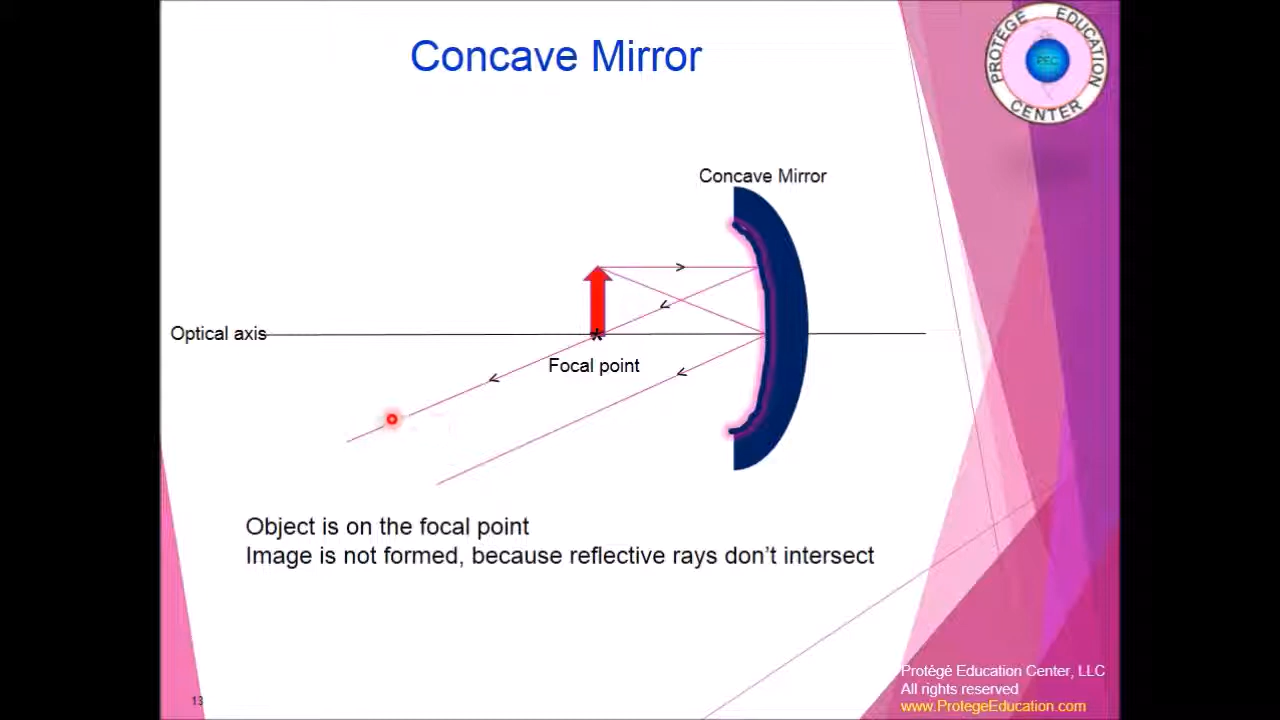 Concave Mirror
PROTÉGÉ EDUCATION
CENTER
PEC
Concave Mirror
Optical axis
Focal point
Object is on the focal point
Image is not formed, because reflective rays don’t intersect
13
Protégé Education Center, LLC
All rights reserved
www.ProtegeEducation.com